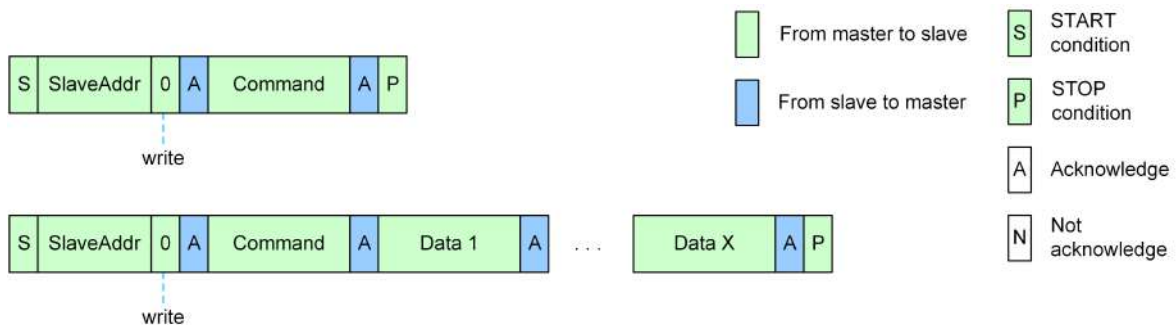 S SlaveAddr 0 A Command A P
write
S SlaveAddr 0 A Command A Data 1 A . . . Data X A P
write
From master to slave
From slave to master
S START
condition
P STOP
condition
A Acknowledge
N Not
acknowledge